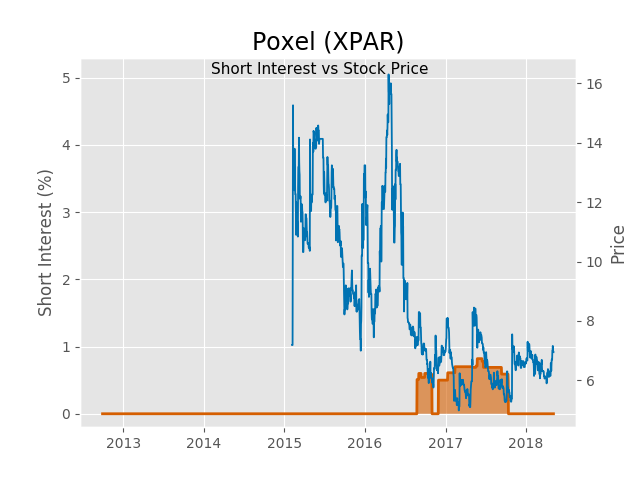 Poxel (XPAR)
Short Interest vs Stock Price
Short Interest (%)
5
4
3
2
1
0
16
14
12
10
8
6
Price
2013 2014 2015 2016 2017 2018